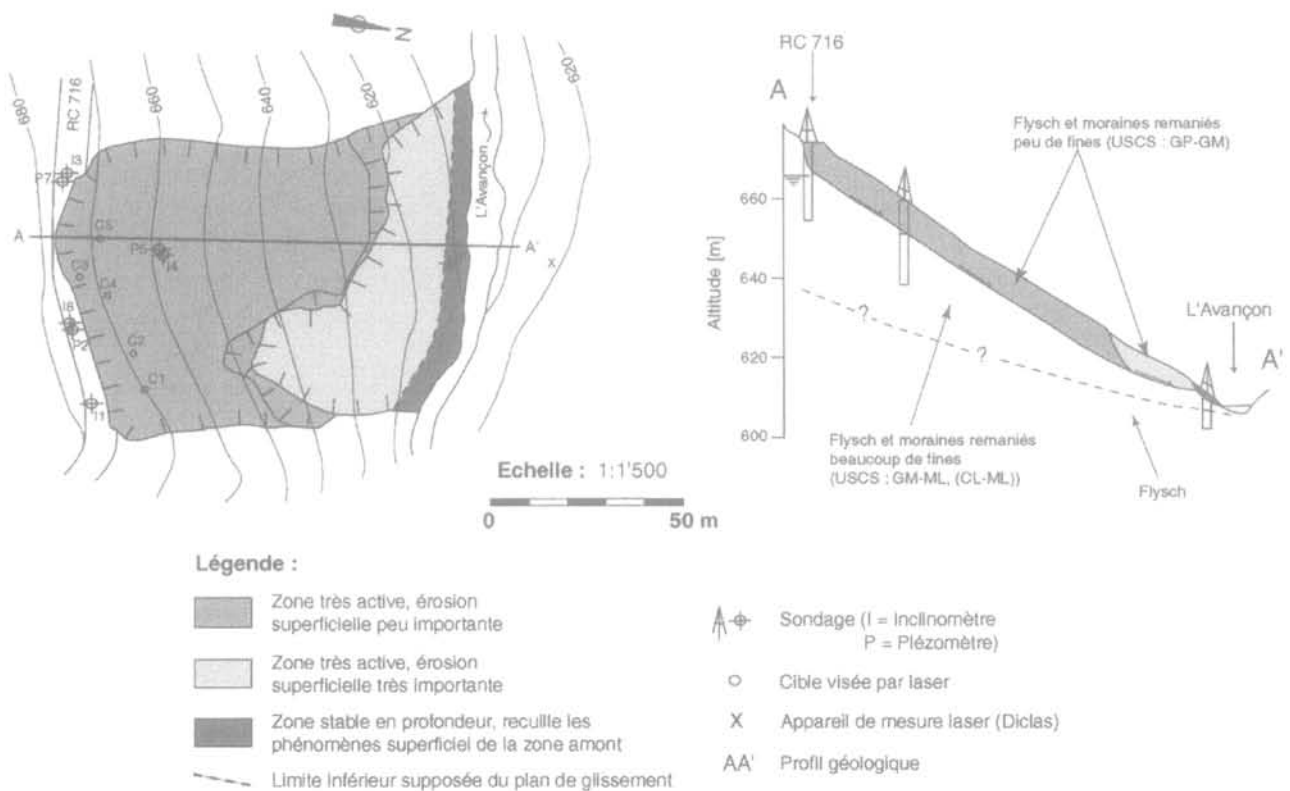 N
680
RC 716
660
640
620
620
L'Avançon
I3
P7
A
C5
P5
I4
A'
X
C3
C4
I6
C2
C1
I1
Echelle : 1:1'500
0 50 m
RC 716
A
Flysch et moraines remaniés
peu de fines (USCS : GP-GM)
660
640
620
600
Altitude [m]
L'Avançon
A'
?
?
Flysch et moraines remaniés
beaucoup de fines
(USCS : GM-ML, (CL-ML))
Flysch
Légende :
Zone très active, érosion
superficielle peu importante
Zone très active, érosion
superficielle très importante
Zone stable en profondeur, recuille les
phénomènes superficiel de la zone amont
Limite inférieur supposée du plan de glissement
Sondage (I = Inclinomètre
P = Plézomètre)
Cible visée par laser
X Appareil de mesure laser (Diclas)
AA' Profil géologique